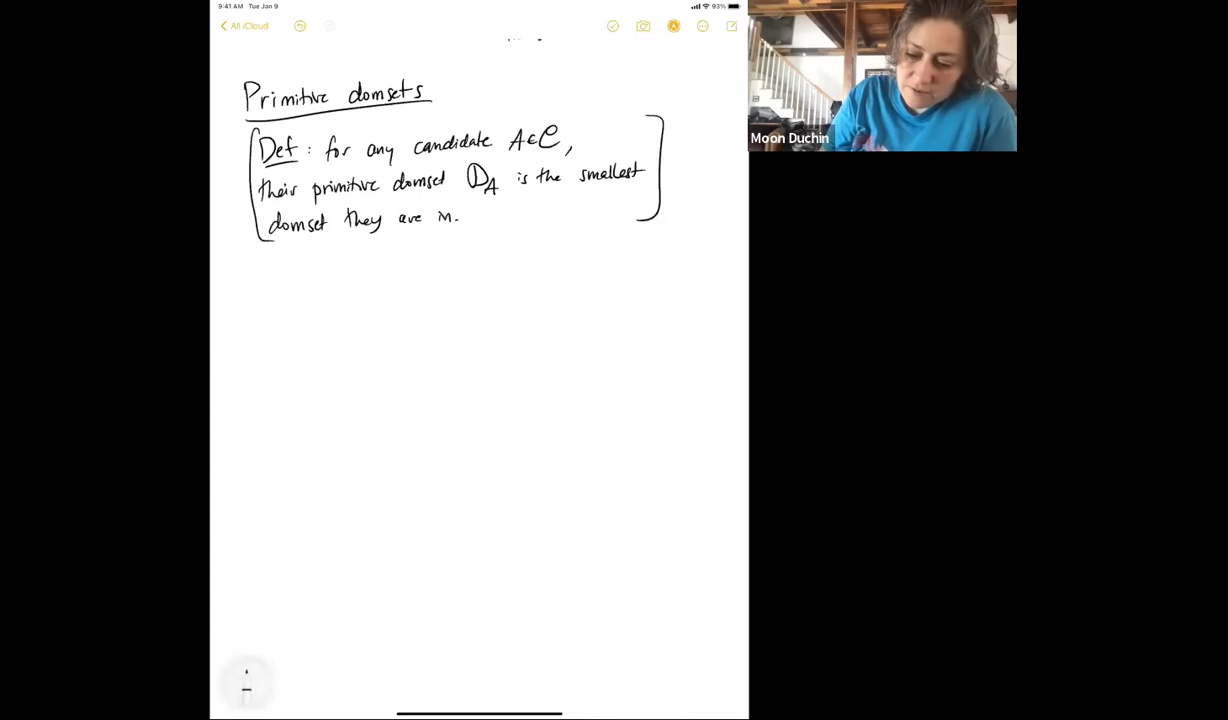 9:41 AM Tue Jan 9
93%
All iCloud
Primitive domsets
Def: for any candidate A∈C,
their primitive domset D_A is the smallest
domset they are in.
Moon Duchin